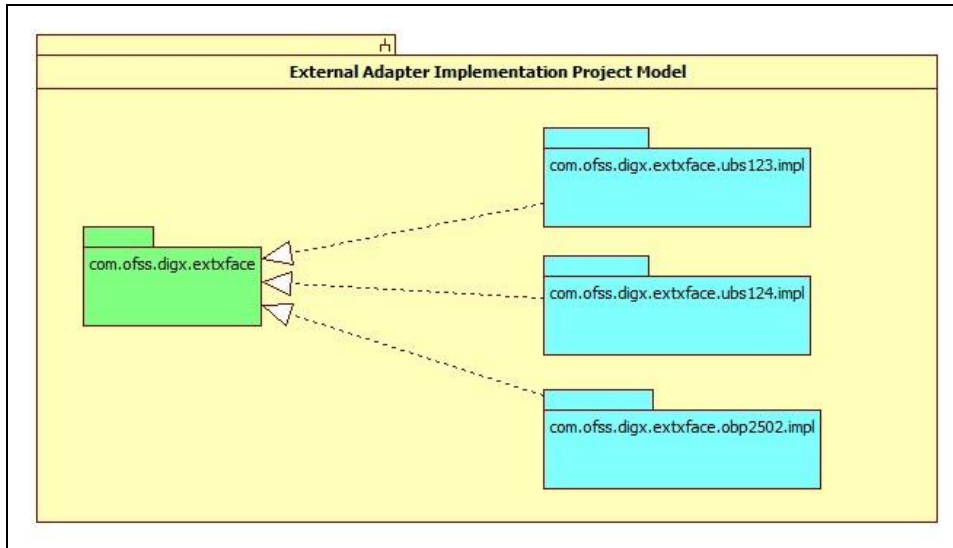 External Adapter Implementation Project Model
com.ofss.digx.extxface.ubs123.impl
com.ofss.digx.extxface
com.ofss.digx.extxface.ubs124.impl
com.ofss.digx.extxface.obp2502.impl